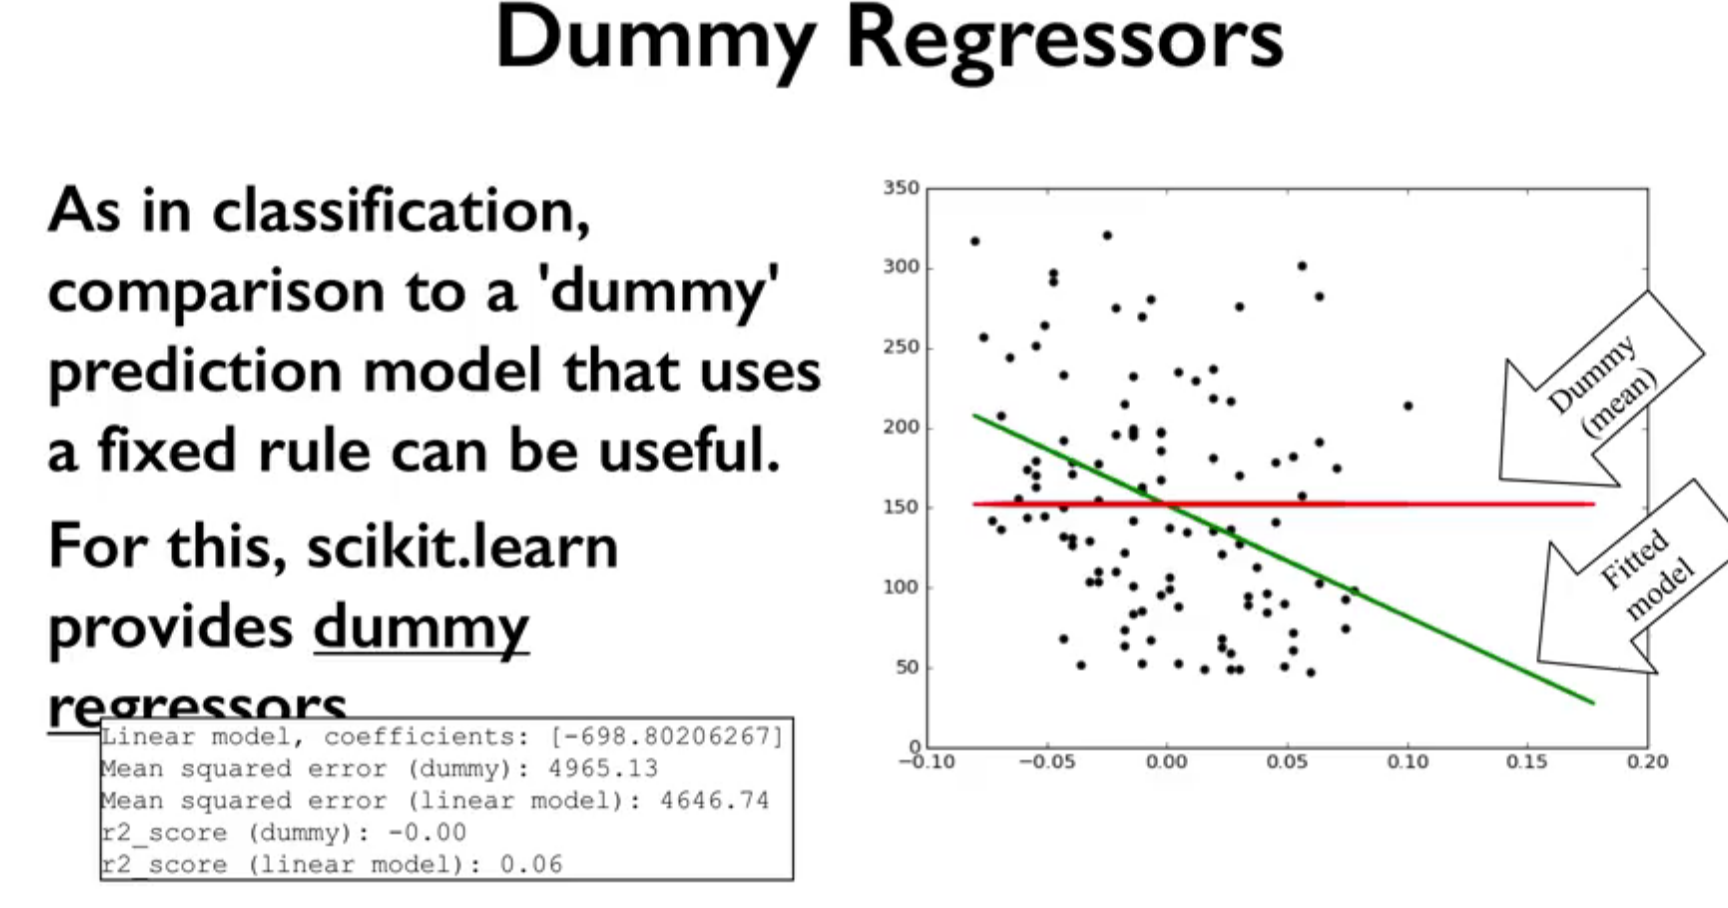 Dummy Regressors
As in classification,
comparison to a 'dummy'
prediction model that uses
a fixed rule can be useful.
For this, scikit.learn
provides dummy
regressors
Linear model, coefficients: [-698.80206267]
Mean squared error (dummy): 4965.13
Mean squared error (linear model): 4646.74
r2_score (dummy): -0.00
r2_score (linear model): 0.06
350
300
250
200
150
100
50
0
−0.10 −0.05 0.00 0.05 0.10 0.15 0.20
Dummy
(mean)
Fitted
model